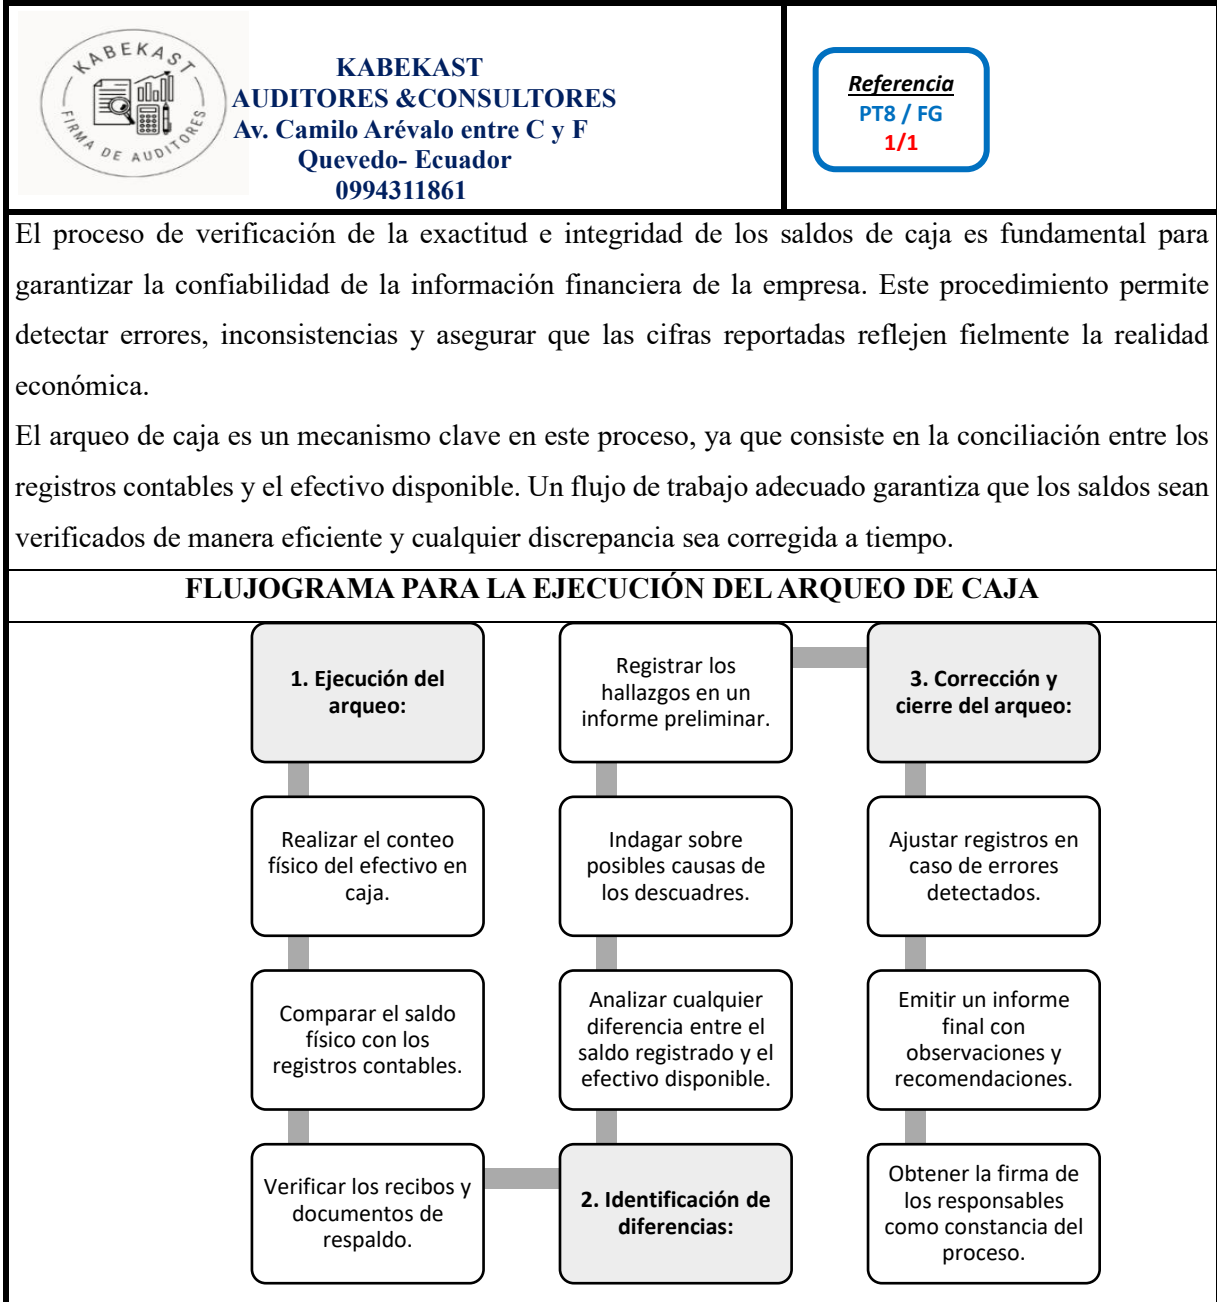 KABEKAST
FIRMA DE AUDITORES
KABEKAST
AUDITORES &CONSULTORES
Av. Camilo Arévalo entre C y F
Quevedo- Ecuador
0994311861
Referencia
PT8 / FG
1/1
El proceso de verificación de la exactitud e integridad de los saldos de caja es fundamental para
garantizar la confiabilidad de la información financiera de la empresa. Este procedimiento permite
detectar errores, inconsistencias y asegurar que las cifras reportadas reflejen fielmente la realidad
económica.
El arqueo de caja es un mecanismo clave en este proceso, ya que consiste en la conciliación entre los
registros contables y el efectivo disponible. Un flujo de trabajo adecuado garantiza que los saldos sean
verificados de manera eficiente y cualquier discrepancia sea corregida a tiempo.
FLUJOGRAMA PARA LA EJECUCIÓN DEL ARQUEO DE CAJA
1. Ejecución del
arqueo:
Realizar el conteo
físico del efectivo en
caja.
Comparar el saldo
físico con los
registros contables.
Verificar los recibos y
documentos de
respaldo.
2. Identificación de
diferencias:
Analizar cualquier
diferencia entre el
saldo registrado y el
efectivo disponible.
Indagar sobre
posibles causas de
los descuadres.
Registrar los
hallazgos en un
informe preliminar.
3. Corrección y
cierre del arqueo:
Ajustar registros en
caso de errores
detectados.
Emitir un informe
final con
observaciones y
recomendaciones.
Obtener la firma de
los responsables
como constancia del
proceso.